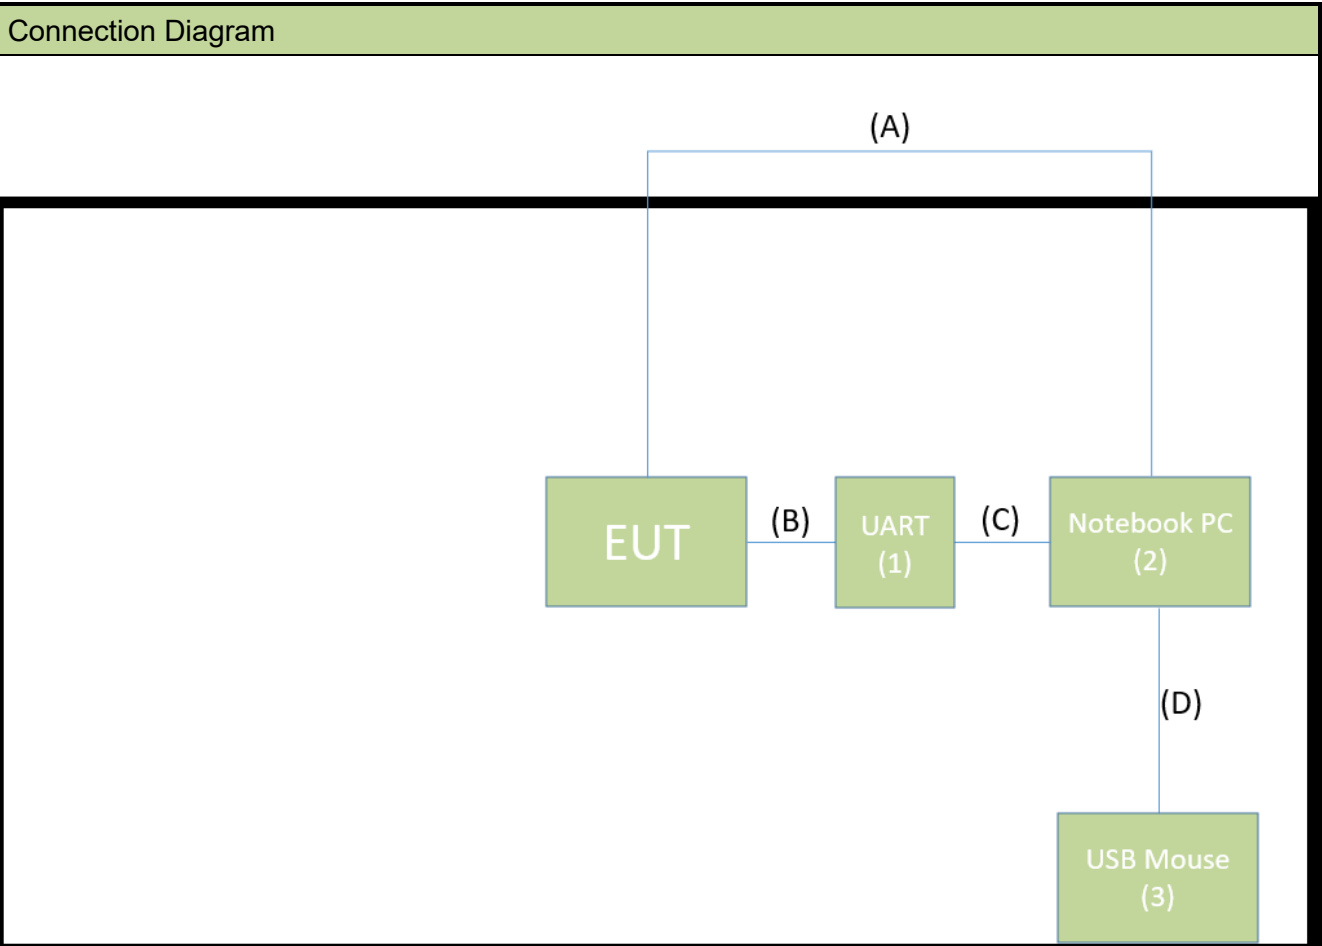 Connection Diagram
(A)
EUT
(B)
UART
(1)
(C)
Notebook PC
(2)
(D)
USB Mouse
(3)